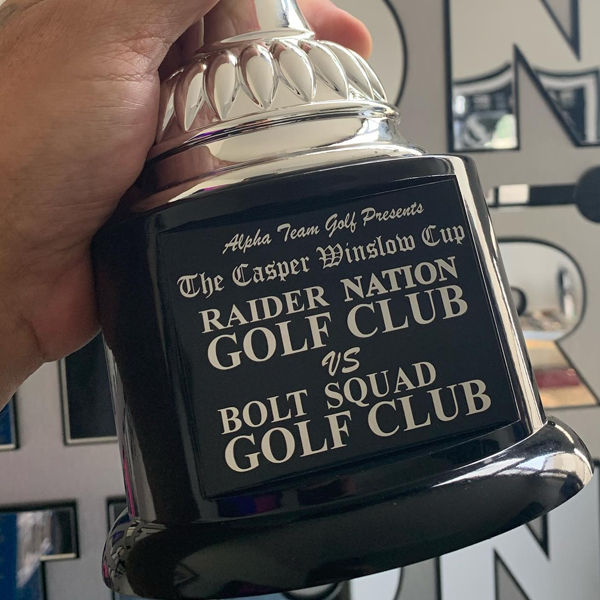 Alpha Team Golf Presents
The Casper Winslow Cup
RAIDER NATION
GOLF CLUB
VS
BOLT SQUAD
GOLF CLUB